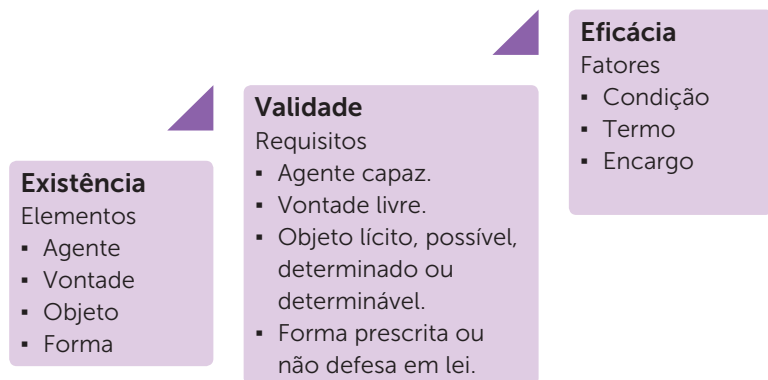 Existência
Elementos
▪ Agente
▪ Vontade
▪ Objeto
▪ Forma
Validade
Requisitos
▪ Agente capaz.
▪ Vontade livre.
▪ Objeto lícito, possível,
determinado ou
determinável.
▪ Forma prescrita ou
não defesa em lei.
Eficácia
Fatores
▪ Condição
▪ Termo
▪ Encargo